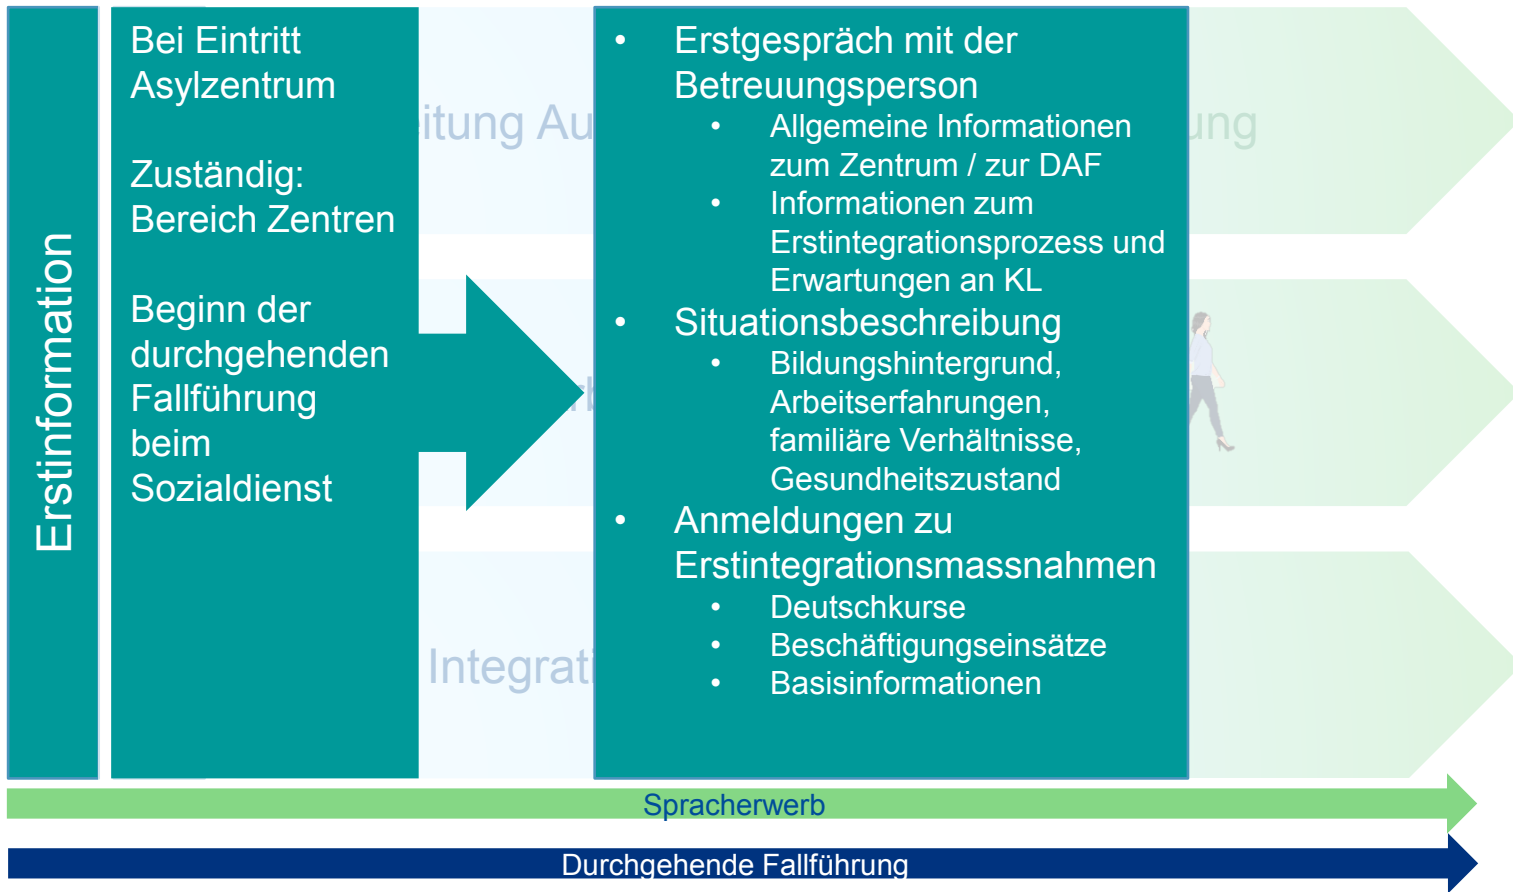 Erstinformation
Bei Eintritt
Asylzentrum
Zuständig:
Bereich Zentren
Beginn der
durchgehenden
Fallführung
beim
Sozialdienst
• Erstgespräch mit der
Betreuungsperson
• Allgemeine Informationen
zum Zentrum / zur DAF
• Informationen zum
Erstintegrationsprozess und
Erwartungen an KL
• Situationsbeschreibung
• Bildungshintergrund,
Arbeitserfahrungen,
familiäre Verhältnisse,
Gesundheitszustand
• Anmeldungen zu
Erstintegrationsmassnahmen
• Deutschkurse
• Beschäftigungseinsätze
• Basisinformationen
Spracherwerb
Durchgehende Fallführung